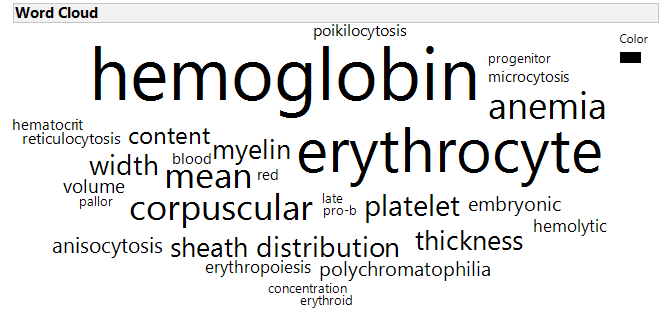 Word Cloud
poikilocytosis
Color
hemoglobin
progenitor
microcytosis
anemia
hematocrit
reticulocytosis
content
erythrocyte
myelin
blood
width
mean
red
volume
pallor
corpuscular
late
pro-b
platelet
embryonic
hemolytic
anisocytosis
sheath distribution
thickness
erythropoiesis
polychromatophilia
concentration
erythroid